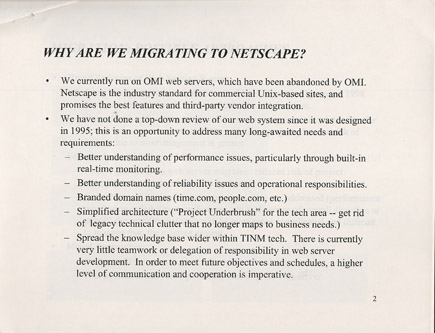 WHY ARE WE MIGRATING TO NETSCAPE?
• We currently run on OMI web servers, which have been abandoned by OMI.
Netscape is the industry standard for commercial Unix-based sites, and
promises the best features and third-party vendor integration.
• We have not done a top-down review of our web system since it was designed
in 1995; this is an opportunity to address many long-awaited needs and
requirements:
– Better understanding of performance issues, particularly through built-in
real-time monitoring.
– Better understanding of reliability issues and operational responsibilities.
– Branded domain names (time.com, people.com, etc.)
– Simplified architecture (“Project Underbrush” for the tech area -- get rid
of legacy technical clutter that no longer maps to business needs.)
– Spread the knowledge base wider within TINM tech. There is currently
very little teamwork or delegation of responsibility in web server
development. In order to meet future objectives and schedules, a higher
level of communication and cooperation is imperative.
2